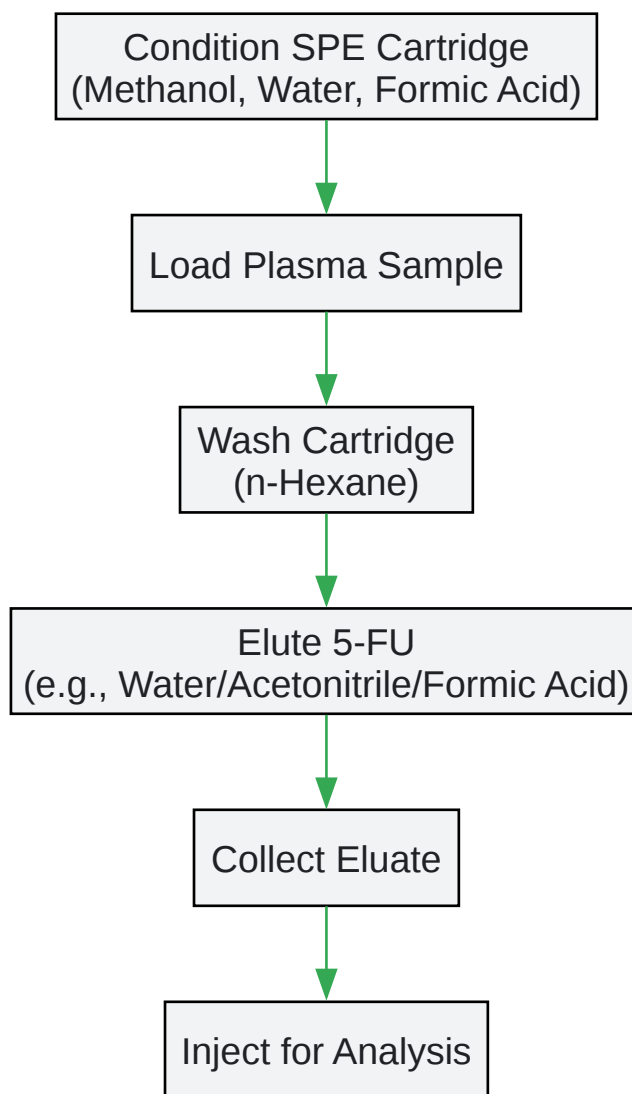 Condition SPE Cartridge
(Methanol, Water, Formic Acid)
Load Plasma Sample
Wash Cartridge
(n-Hexane)
Elute 5-FU
(e.g., Water/Acetonitrile/Formic Acid)
Collect Eluate
Inject for Analysis